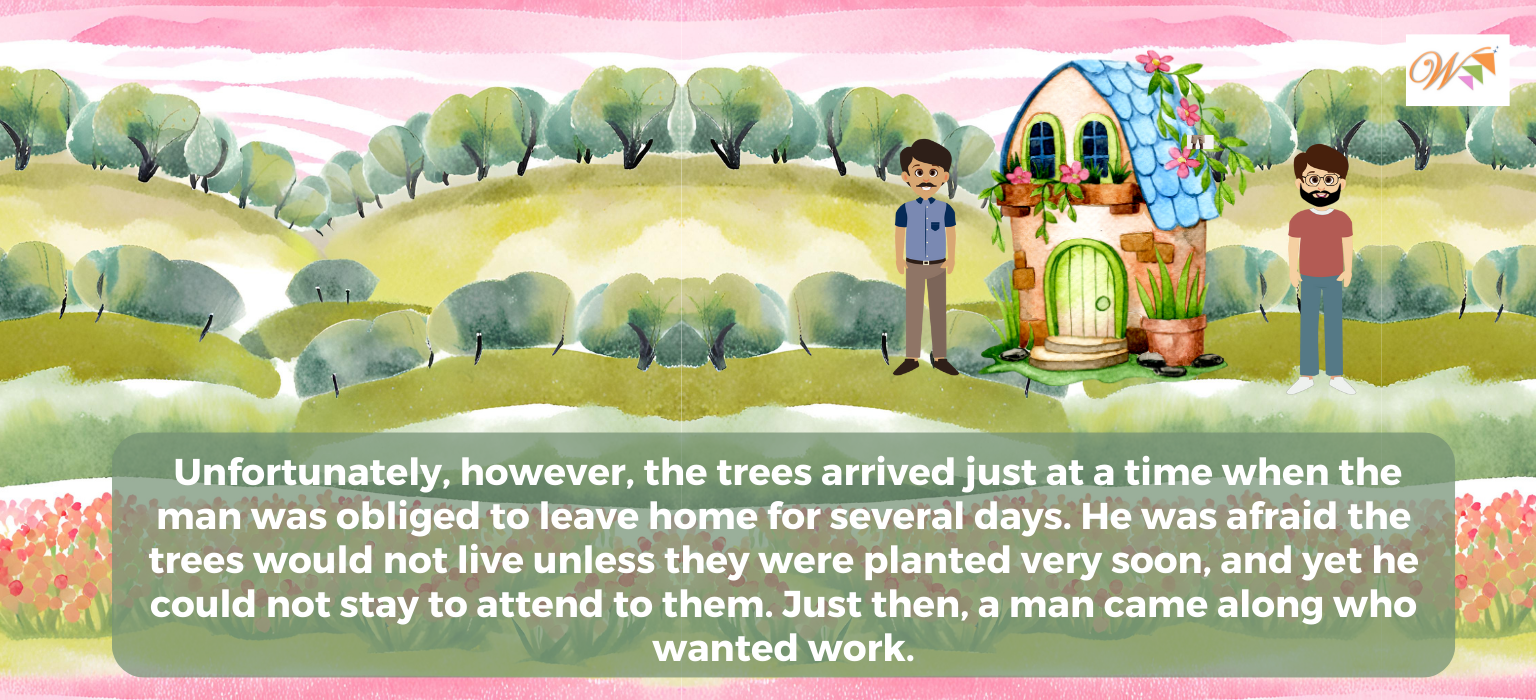 W
Unfortunately, however, the trees arrived just at a time when the
man was obliged to leave home for several days. He was afraid the
trees would not live unless they were planted very soon, and yet he
could not stay to attend to them. Just then, a man came along who
wanted work.